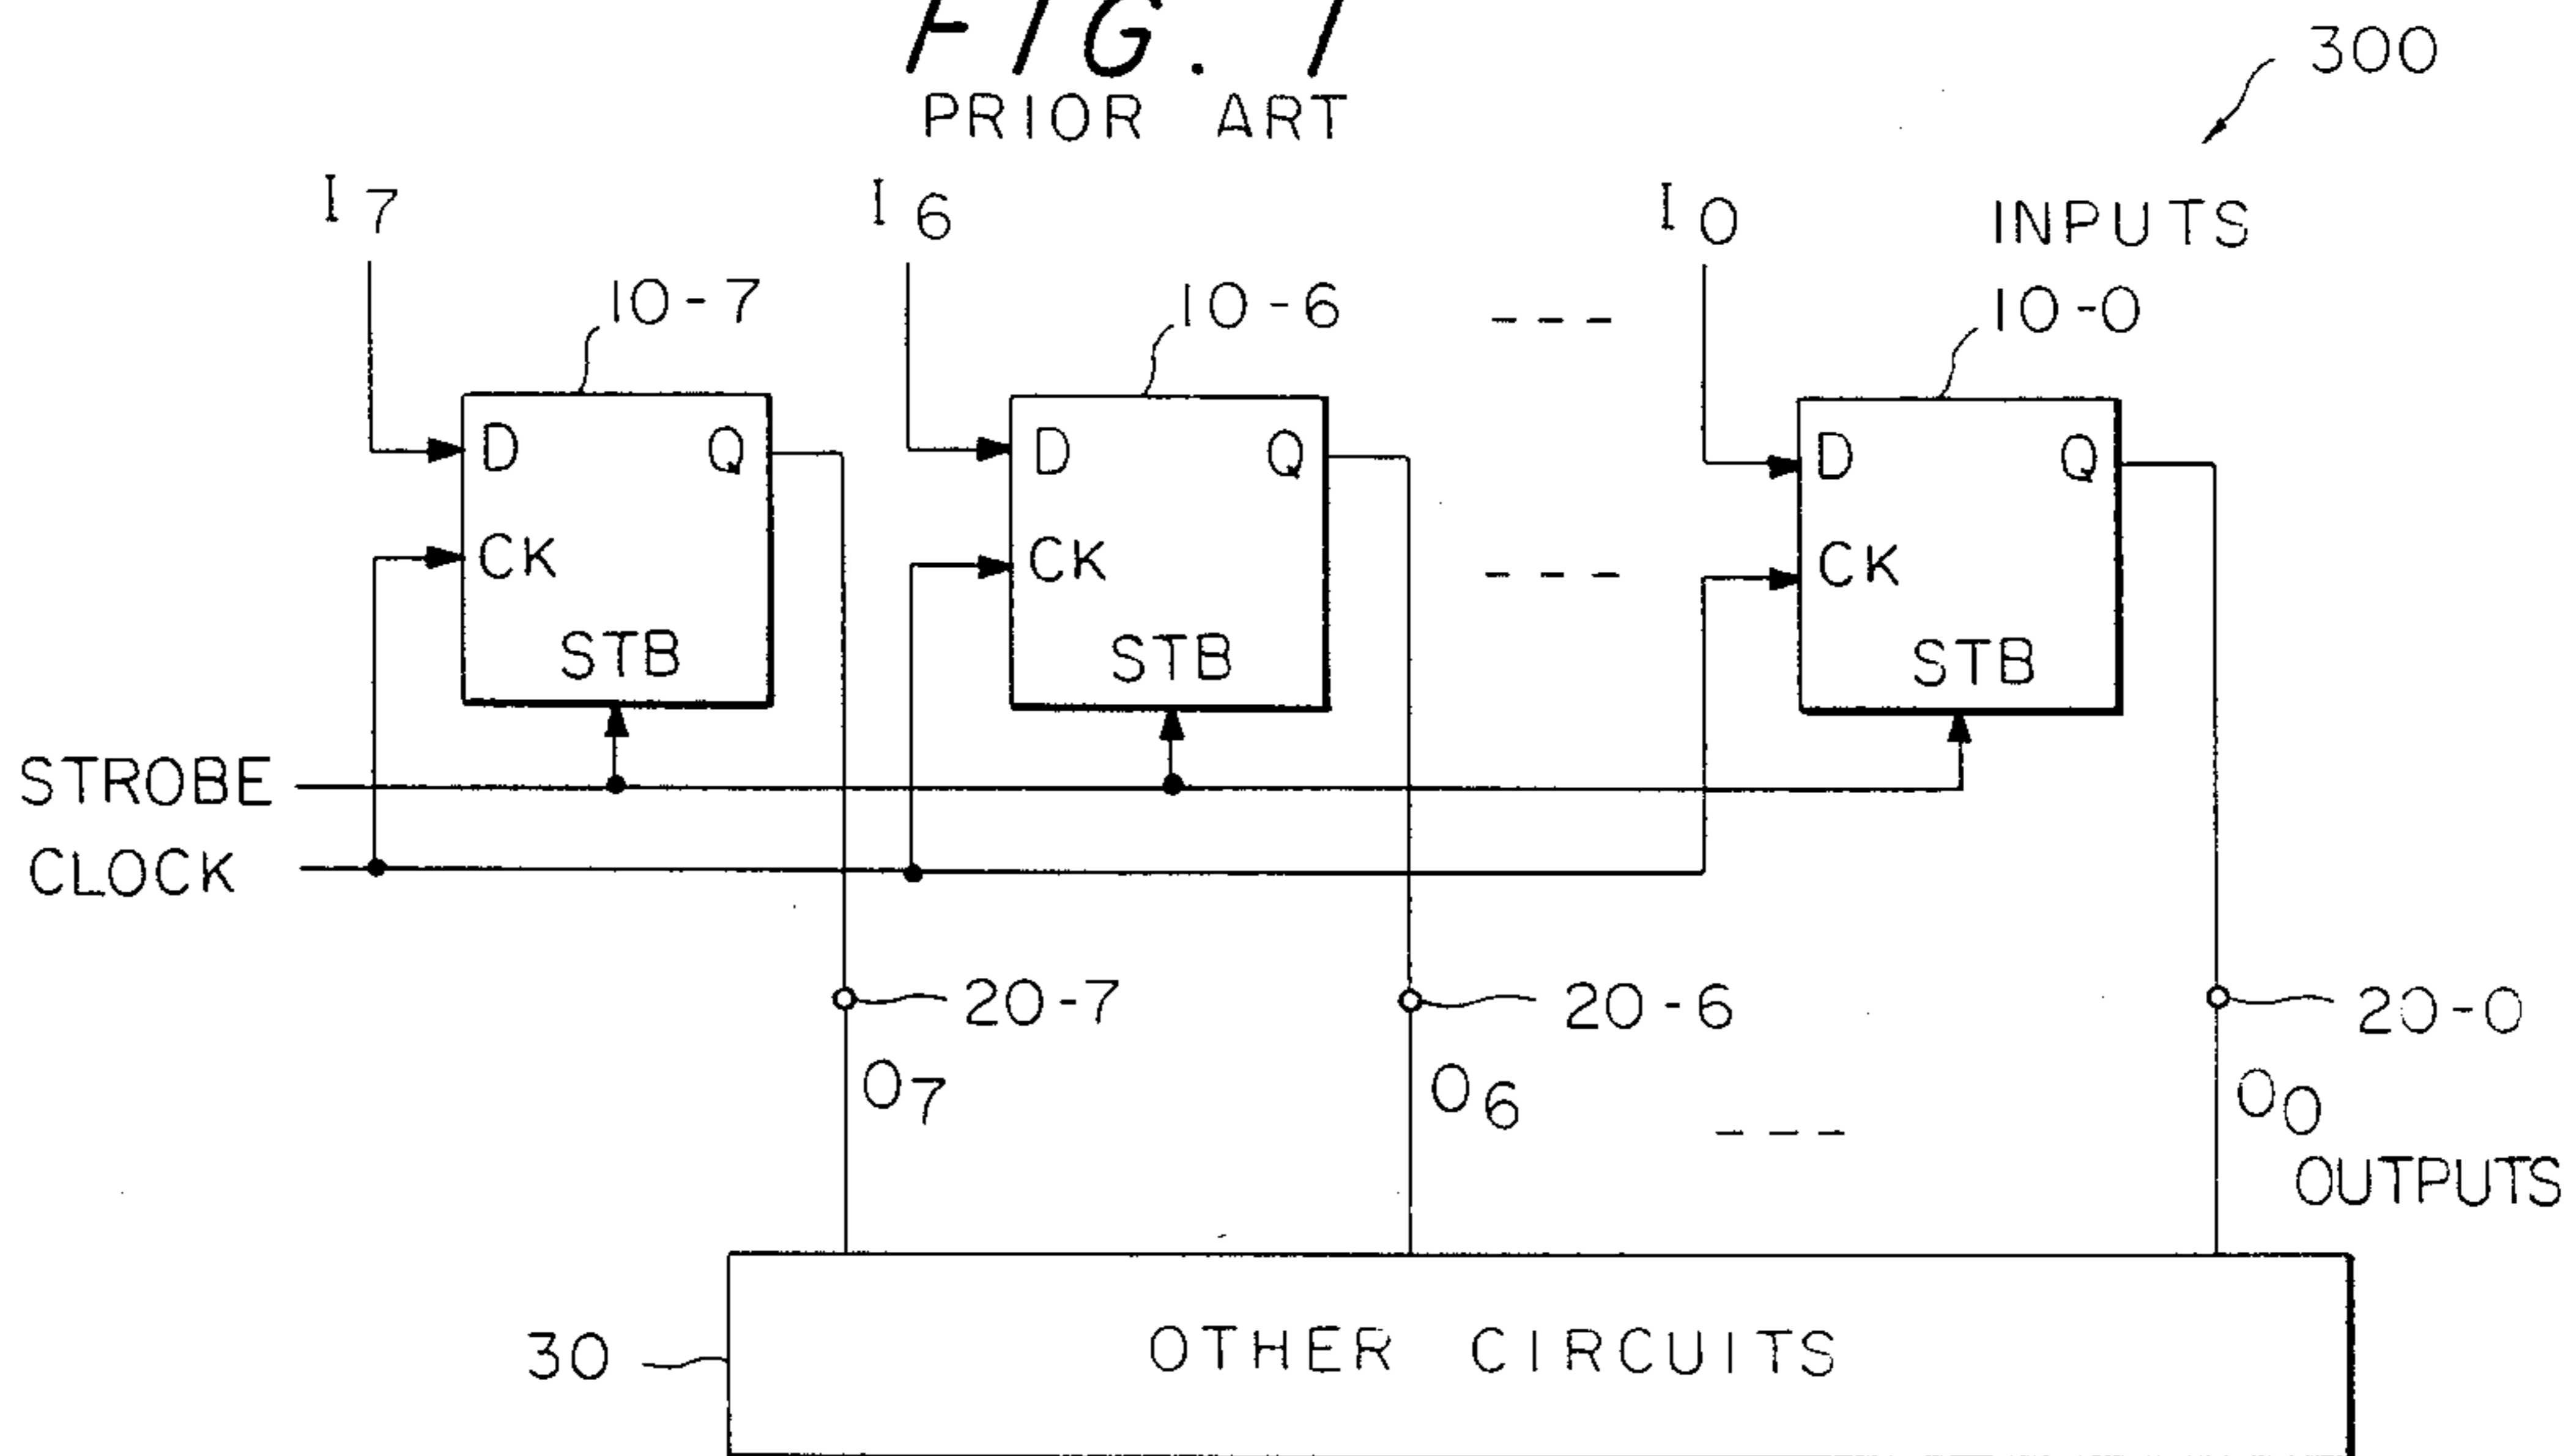 FIG. 1
PRIOR ART
300
I7 I6 I0 INPUTS
10-7 10-6 --- 10-0
D Q D Q D Q
CK CK --- CK
STB STB STB
STROBE
CLOCK
20-7 20-6 20-0
O7 O6 --- O0
OUTPUTS
30 OTHER CIRCUITS